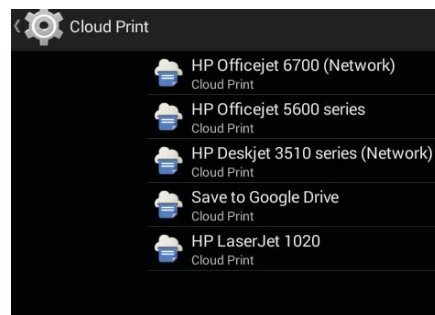 Cloud Print
HP Officejet 6700 (Network)
Cloud Print
HP Officejet 5600 series
Cloud Print
HP Deskjet 3510 series (Network)
Cloud Print
Save to Google Drive
Cloud Print
HP LaserJet 1020
Cloud Print